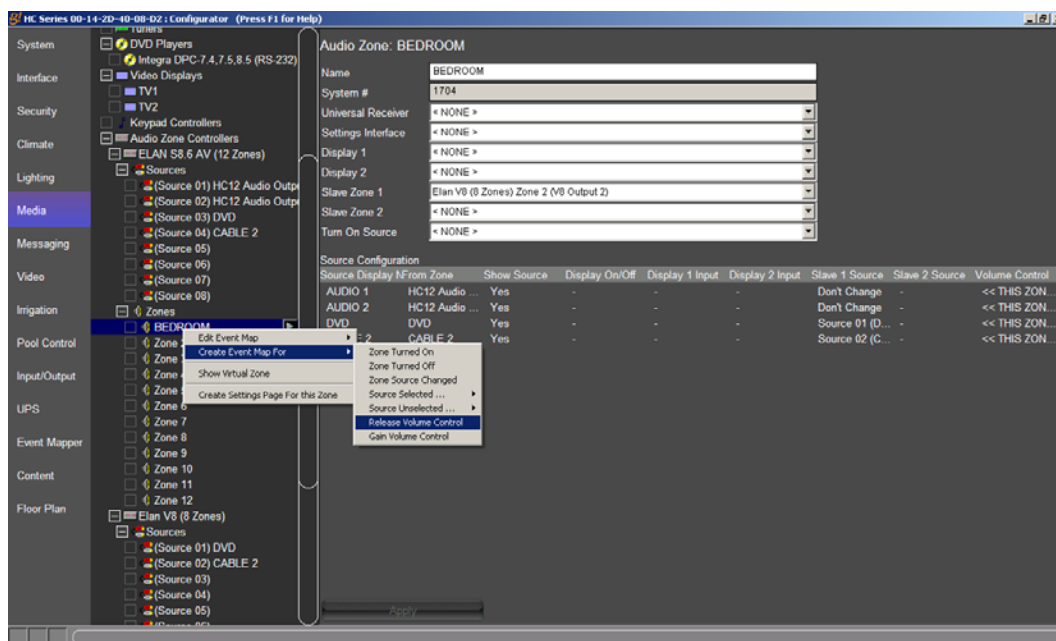 HC Series 00-14-2D-40-08-D2 : Configurator (Press F1 for Help)
System
Interface
Security
Climate
Lighting
Media
Messaging
Video
Irrigation
Pool Control
Input/Output
UPS
Event Mapper
Content
Floor Plan
Tuners
DVD Players
Integra DPC-7.4,7.5,8.5 (RS-232)
Video Displays
TV1
TV2
Keypad Controllers
Audio Zone Controllers
ELAN S8.6 AV (12 Zones)
Sources
(Source 01) HC12 Audio Outp
(Source 02) HC12 Audio Outp
(Source 03) DVD
(Source 04) CABLE 2
(Source 05)
(Source 06)
(Source 07)
(Source 08)
Zones
BEDROOM
Zone
Zone
Zone
Zone
Zone 6
Zone 7
Zone 8
Zone 9
Zone 10
Zone 11
Zone 12
Elan V8 (8 Zones)
Sources
(Source 01) DVD
(Source 02) CABLE 2
(Source 03)
(Source 04)
(Source 05)
Edit Event Map
Create Event Map For
Show Virtual Zone
Create Settings Page For this Zone
Zone Turned On
Zone Turned Off
Zone Source Changed
Source Selected ...
Source Unselected ...
Release Volume Control
Gain Volume Control
Audio Zone: BEDROOM
Name BEDROOM
System # 1704
Universal Receiver < NONE >
Settings Interface < NONE >
Display 1 < NONE >
Display 2 < NONE >
Slave Zone 1 Elan V8 (8 Zones) Zone 2 (V8 Output 2)
Slave Zone 2 < NONE >
Turn On Source < NONE >
Source Configuration
Source Display N From Zone Show Source Display On/Off Display 1 Input Display 2 Input Slave 1 Source Slave 2 Source Volume Control
AUDIO 1 HC12 Audio ... Yes - - - Don't Change - << THIS ZON...
AUDIO 2 HC12 Audio ... Yes - - - Don't Change - << THIS ZON...
DVD DVD Yes - - - Source 01 (D... - << THIS ZON...
E 2 CABLE 2 Yes - - - Source 02 (C... - << THIS ZON...
Apply